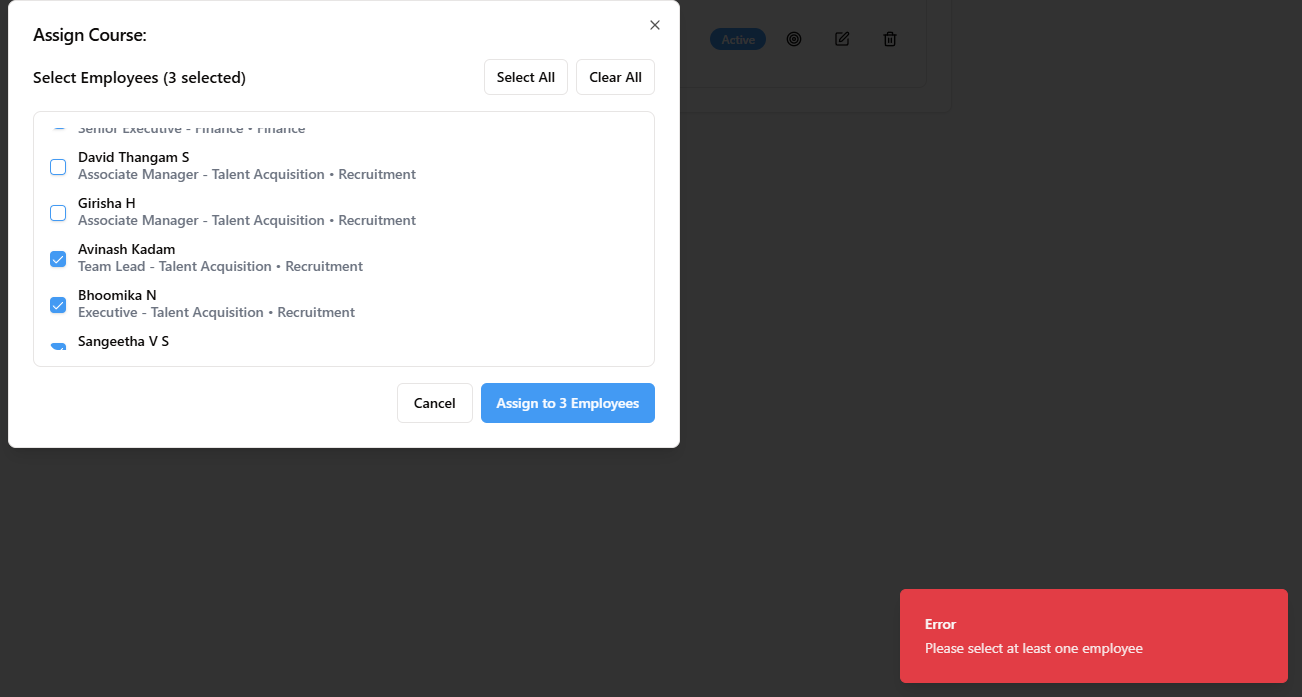 Assign Course:
Active
Select Employees (3 selected)
Select All
Clear All
Senior Executive - Finance • Finance
David Thangam S
Associate Manager - Talent Acquisition • Recruitment
Girisha H
Associate Manager - Talent Acquisition • Recruitment
Avinash Kadam
Team Lead - Talent Acquisition • Recruitment
Bhoomika N
Executive - Talent Acquisition • Recruitment
Sangeetha V S
Cancel
Assign to 3 Employees
Error
Please select at least one employee